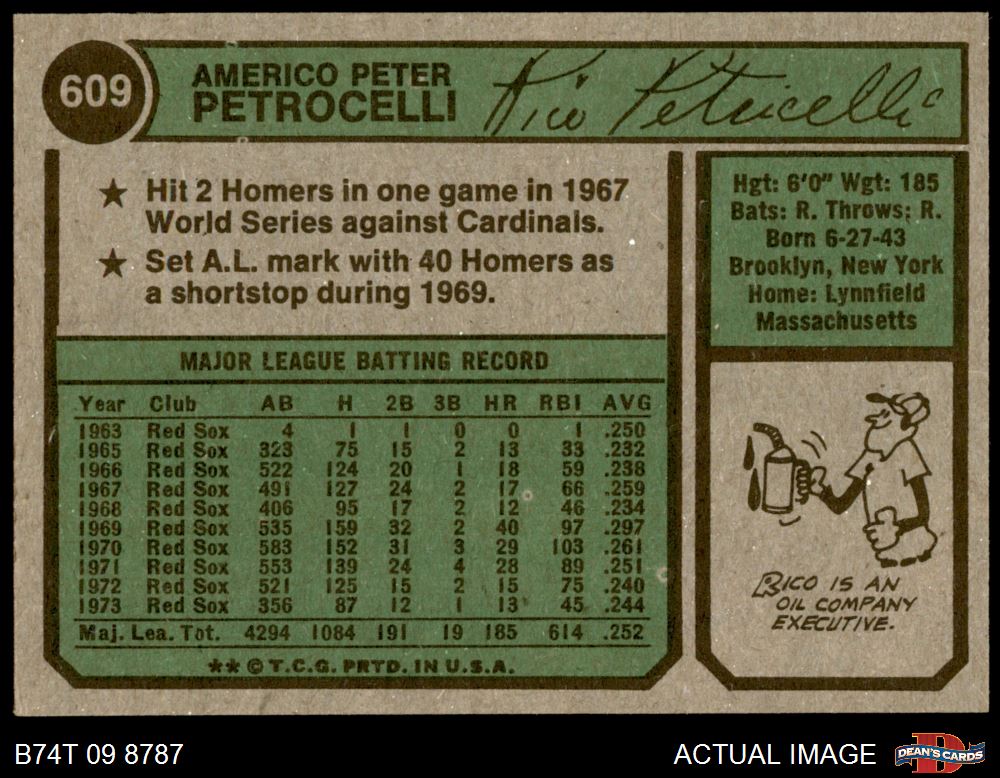 609
AMERICO PETER
PETROCELLI
Rico Petrocelli
★ Hit 2 Homers in one game in 1967
World Series against Cardinals.
★ Set A.L. mark with 40 Homers as
a shortstop during 1969.
Hgt: 6'0" Wgt: 185
Bats: R. Throws: R.
Born 6-27-43
Brooklyn, New York
Home: Lynnfield
Massachusetts
MAJOR LEAGUE BATTING RECORD
Year Club AB H 2B 3B HR RBI AVG
1963 Red Sox 4 1 1 0 0 1 .250
1965 Red Sox 323 75 15 2 13 33 .232
1966 Red Sox 522 124 20 1 18 59 .238
1967 Red Sox 491 127 24 2 17 66 .259
1968 Red Sox 406 95 17 2 12 46 .234
1969 Red Sox 535 159 32 2 40 97 .297
1970 Red Sox 583 152 31 3 29 103 .261
1971 Red Sox 553 139 24 4 28 89 .251
1972 Red Sox 521 125 15 2 15 75 .240
1973 Red Sox 356 87 12 1 13 45 .244
Maj. Lea. Tot. 4294 1084 191 19 185 614 .252
** © T.C.G. PRTD. IN U.S.A.
RICO IS AN
OIL COMPANY
EXECUTIVE.
B74T 09 8787
ACTUAL IMAGE
DEAN'S CARDS